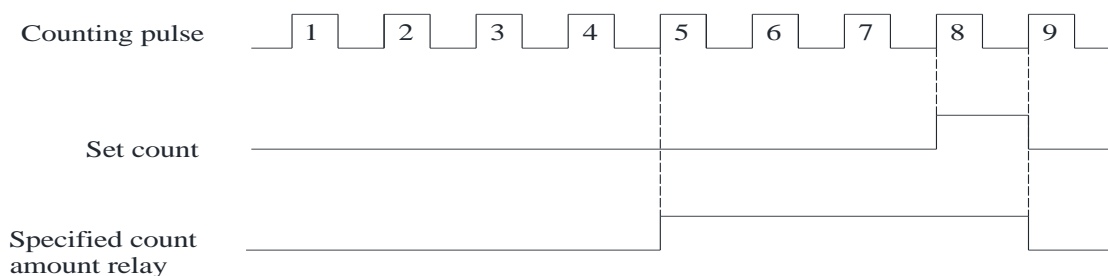 Counting pulse 1 2 3 4 5 6 7 8 9
Set count
Specified count
amount relay